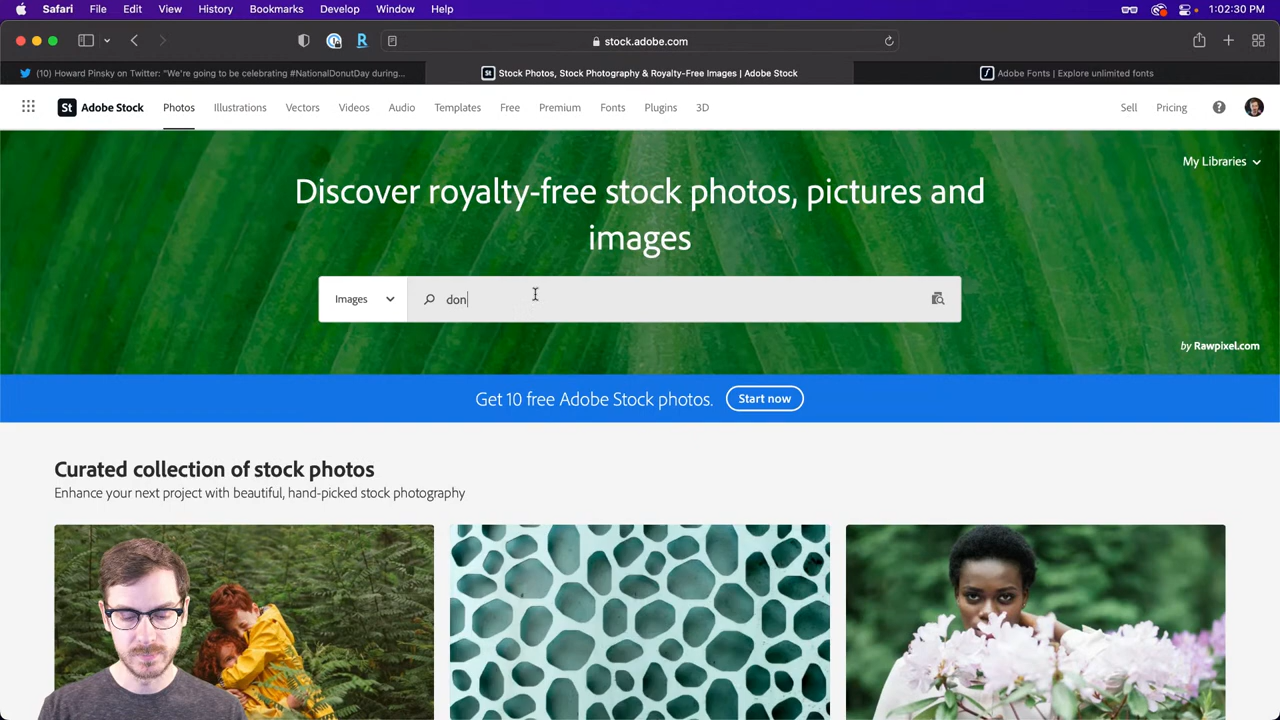 Safari File Edit View History Bookmarks Develop Window Help 1:02:30 PM
stock.adobe.com
(10) Howard Pinsky on Twitter: "We're going to be celebrating #NationalDonutDay during...
St Stock Photos, Stock Photography & Royalty-Free Images | Adobe Stock
Adobe Fonts | Explore unlimited fonts
St Adobe Stock Photos Illustrations Vectors Videos Audio Templates Free Premium Fonts Plugins 3D Sell Pricing ?
My Libraries
Discover royalty-free stock photos, pictures and
images
Images don
by Rawpixel.com
Get 10 free Adobe Stock photos. Start now
Curated collection of stock photos
Enhance your next project with beautiful, hand-picked stock photography